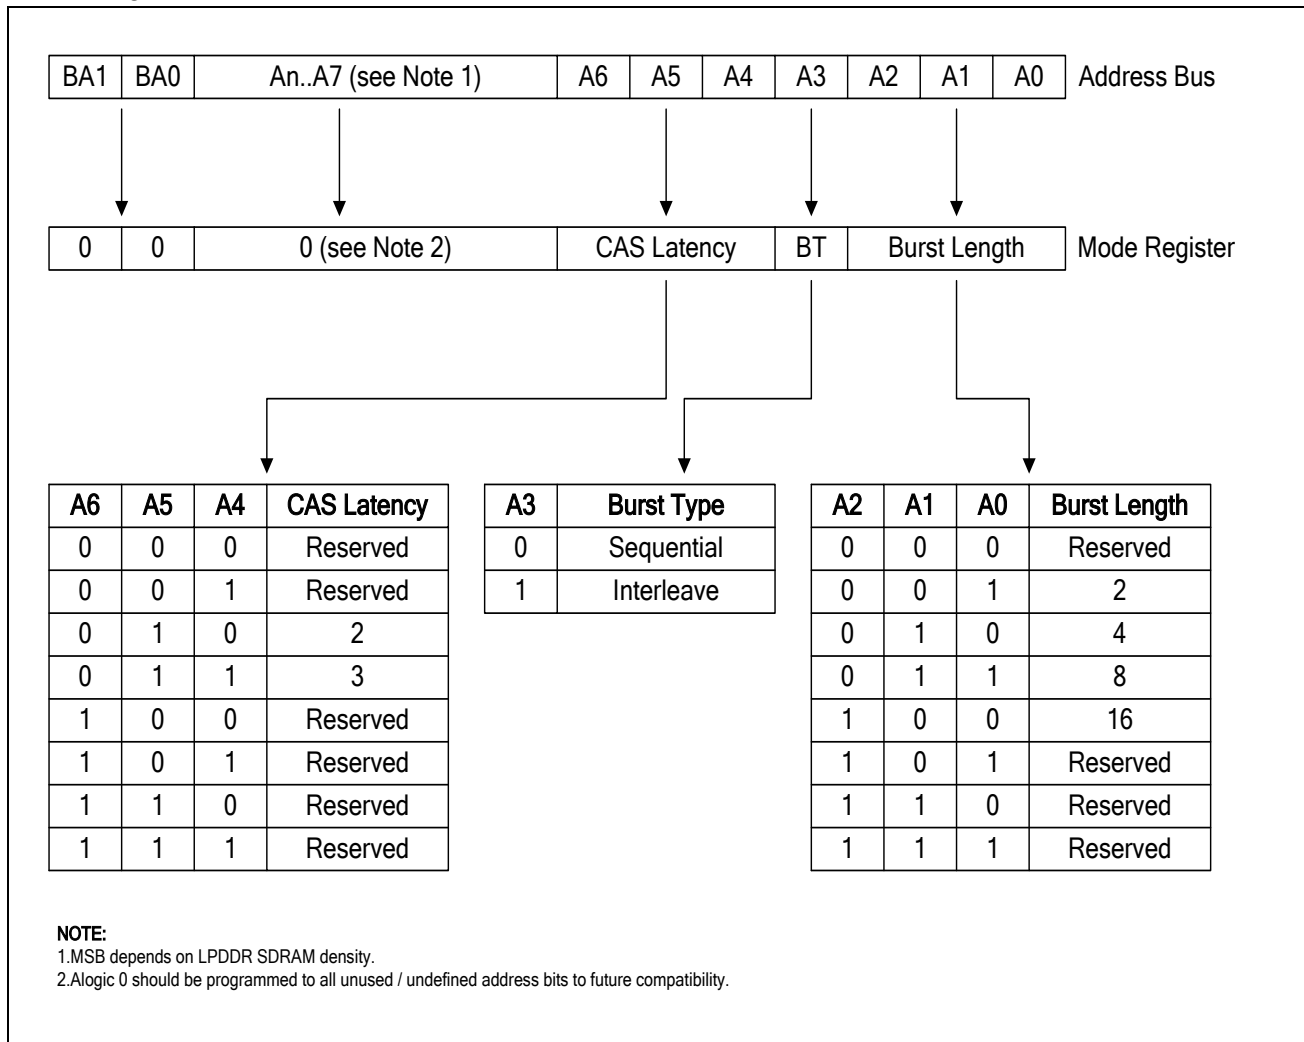 BA1 BA0 An..A7 (see Note 1) A6 A5 A4 A3 A2 A1 A0 Address Bus
0 0 0 (see Note 2) CAS Latency BT Burst Length Mode Register
A6 A5 A4 CAS Latency
0 0 0 Reserved
0 0 1 Reserved
0 1 0 2
0 1 1 3
1 0 0 Reserved
1 0 1 Reserved
1 1 0 Reserved
1 1 1 Reserved
A3 Burst Type
0 Sequential
1 Interleave
A2 A1 A0 Burst Length
0 0 0 Reserved
0 0 1 2
0 1 0 4
0 1 1 8
1 0 0 16
1 0 1 Reserved
1 1 0 Reserved
1 1 1 Reserved
NOTE:
1.MSB depends on LPDDR SDRAM density.
2.Alogic 0 should be programmed to all unused / undefined address bits to future compatibility.